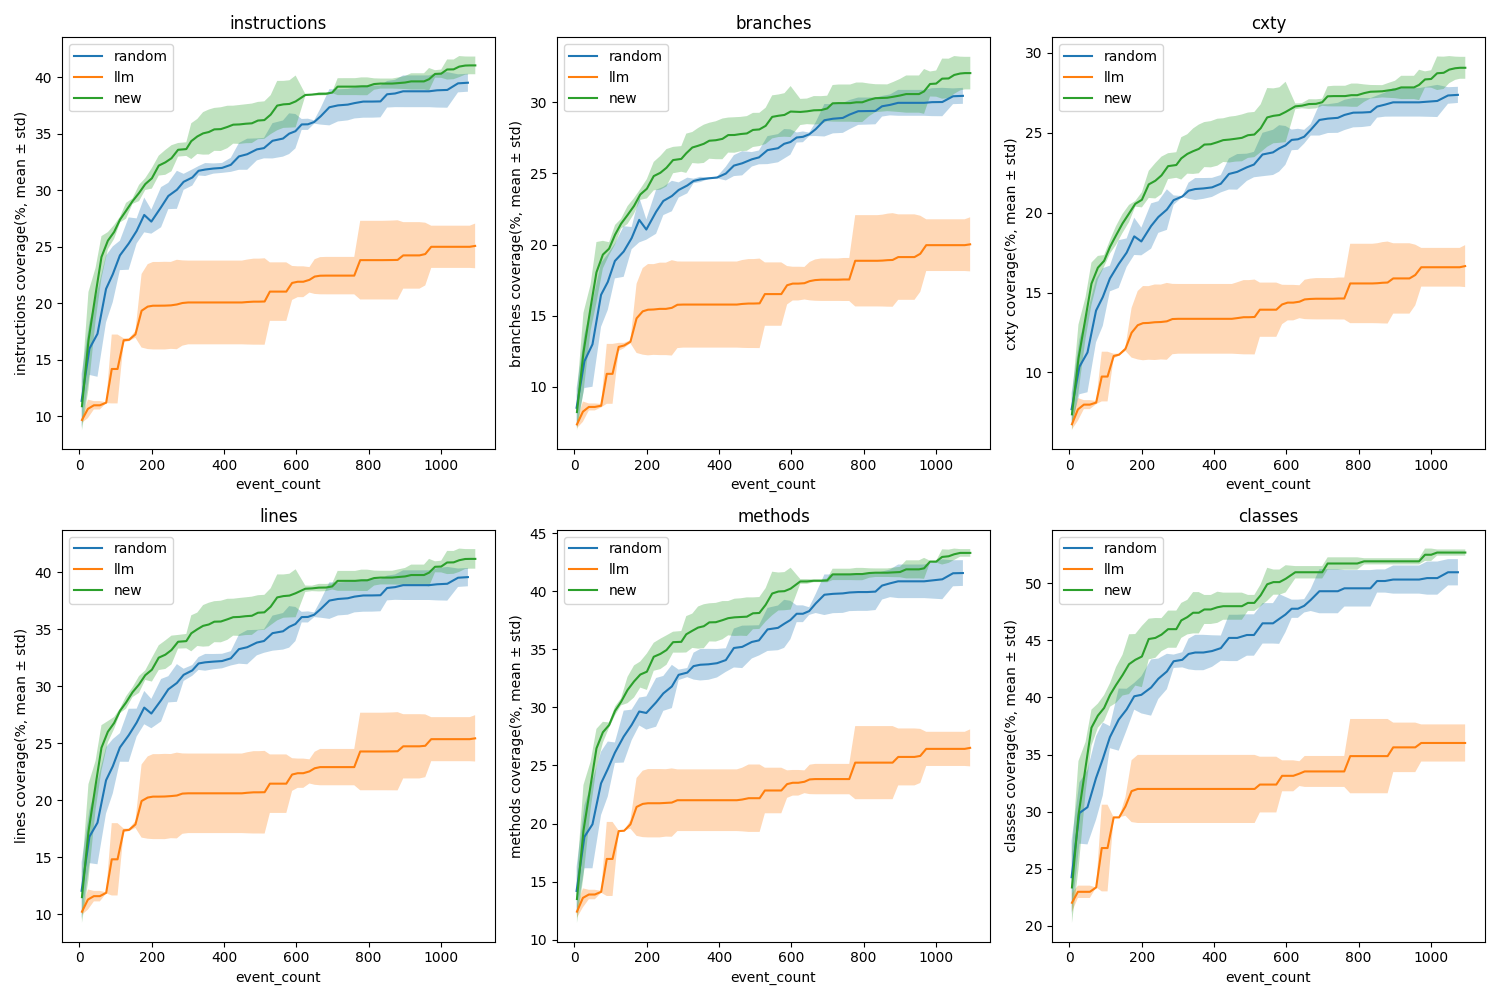 instructions
random
llm
new
40
35
30
25
20
15
10
instructions coverage(%, mean ± std)
0 200 400 600 800 1000
event_count
branches
random
llm
new
30
25
20
15
10
branches coverage(%, mean ± std)
0 200 400 600 800 1000
event_count
cxty
random
llm
new
30
25
20
15
10
cxty coverage(%, mean ± std)
0 200 400 600 800 1000
event_count
lines
random
llm
new
40
35
30
25
20
15
10
lines coverage(%, mean ± std)
0 200 400 600 800 1000
event_count
methods
random
llm
new
45
40
35
30
25
20
15
10
methods coverage(%, mean ± std)
0 200 400 600 800 1000
event_count
classes
random
llm
new
50
45
40
35
30
25
20
classes coverage(%, mean ± std)
0 200 400 600 800 1000
event_count